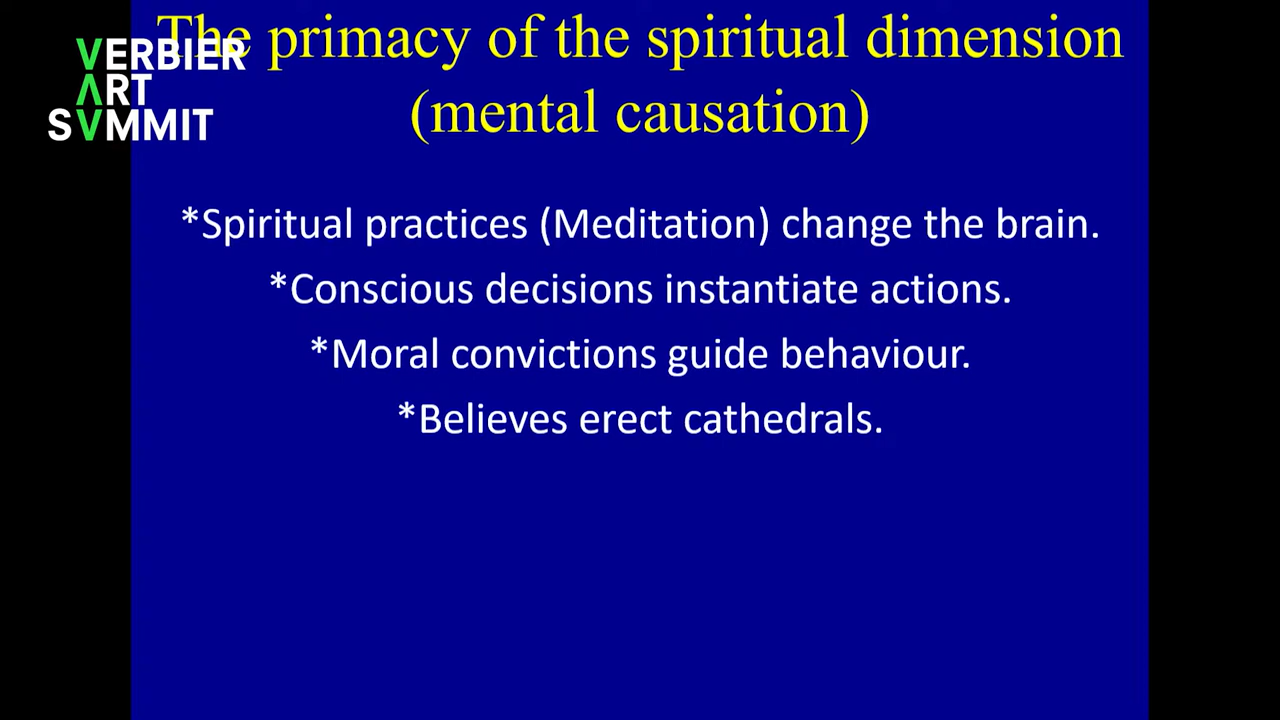 The primacy of the spiritual dimension
(mental causation)
VERBIER
ART
SVMMIT
*Spiritual practices (Meditation) change the brain.
*Conscious decisions instantiate actions.
*Moral convictions guide behaviour.
*Believes erect cathedrals.